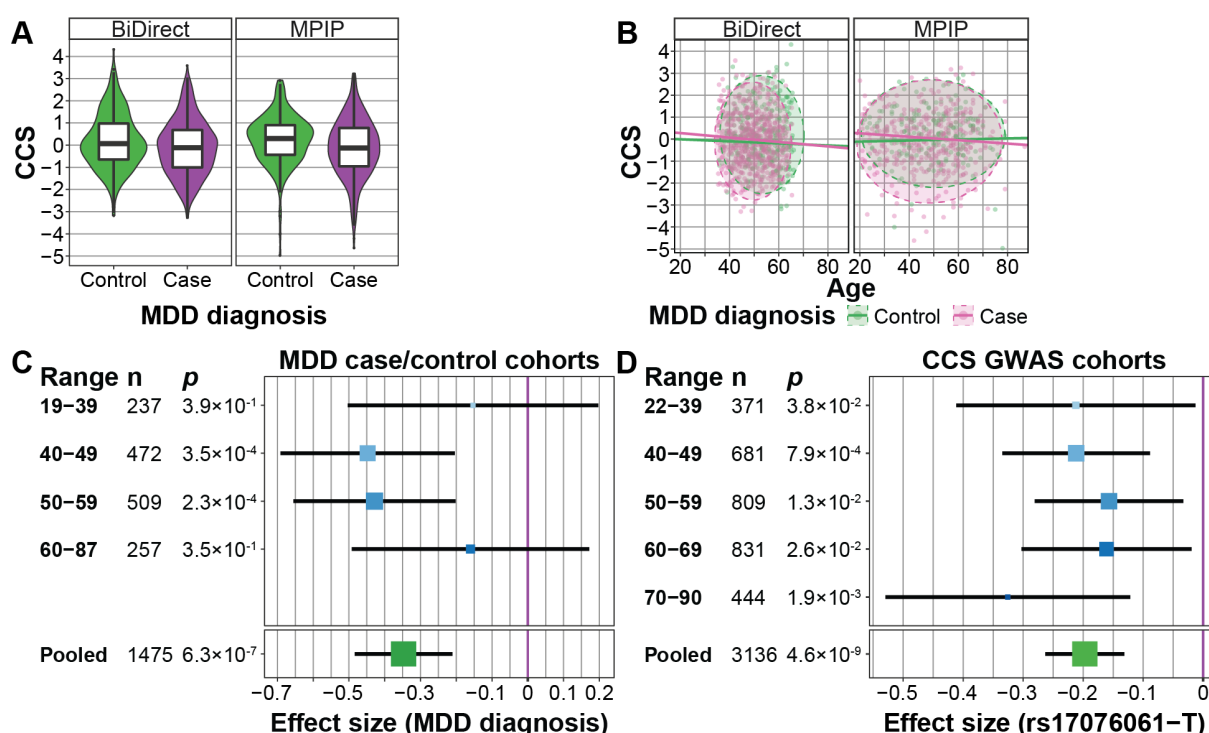 A
BiDirect MPIP
CCS
4
3
2
1
0
−1
−2
−3
−4
−5
Control Case Control Case
MDD diagnosis
B
BiDirect MPIP
CCS
4
3
2
1
0
−1
−2
−3
−4
−5
20 40 60 80 20 40 60 80
Age
MDD diagnosis Control Case
C
MDD case/control cohorts
Range n p
19−39 237 3.9×10⁻¹
40−49 472 3.5×10⁻⁴
50−59 509 2.3×10⁻⁴
60−87 257 3.5×10⁻¹
Pooled 1475 6.3×10⁻⁷
−0.7 −0.5 −0.3 −0.1 0 0.2
Effect size (MDD diagnosis)
D
CCS GWAS cohorts
Range n p
22−39 371 3.8×10⁻²
40−49 681 7.9×10⁻⁴
50−59 809 1.3×10⁻²
60−69 831 2.6×10⁻²
70−90 444 1.9×10⁻³
Pooled 3136 4.6×10⁻⁹
−0.5 −0.4 −0.3 −0.2 −0.1 0
Effect size (rs17076061−T)